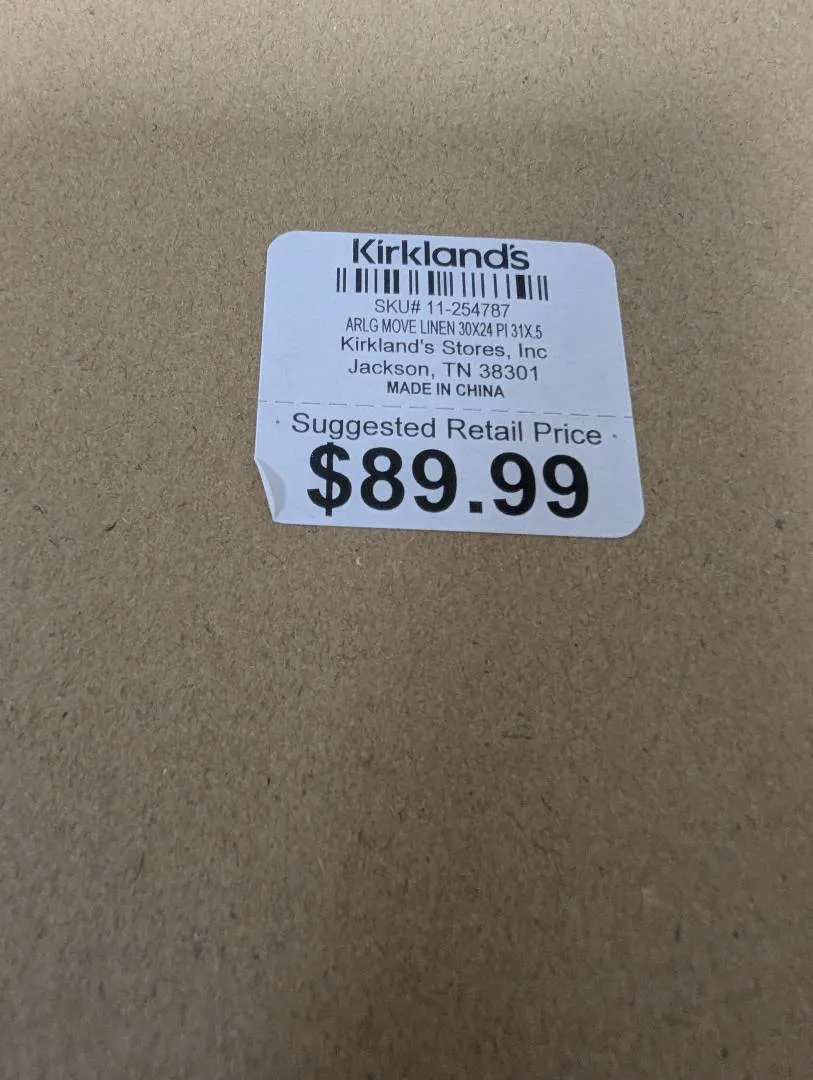 Kirkland's
SKU# 11-254787
ARLG MOVE LINEN 30X24 PI 31X.5
Kirkland's Stores, Inc
Jackson, TN 38301
MADE IN CHINA
· Suggested Retail Price ·
$89.99